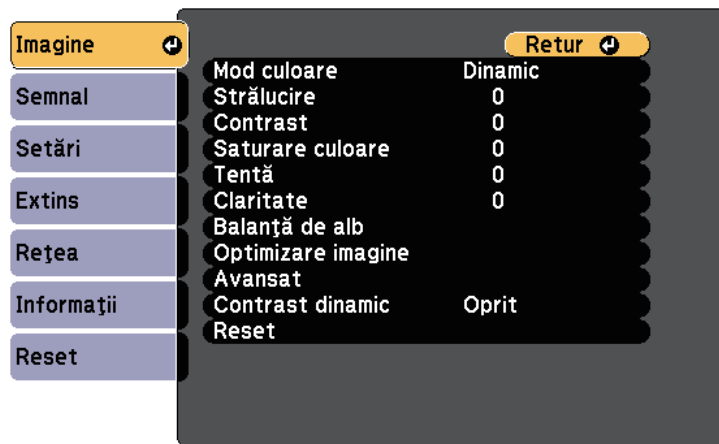 Imagine
Semnal
Setări
Extins
Reţea
Informaţii
Reset
Retur
Mod culoare Dinamic
Strălucire 0
Contrast 0
Saturare culoare 0
Tentă 0
Claritate 0
Balanţă de alb
Optimizare imagine
Avansat
Contrast dinamic Oprit
Reset